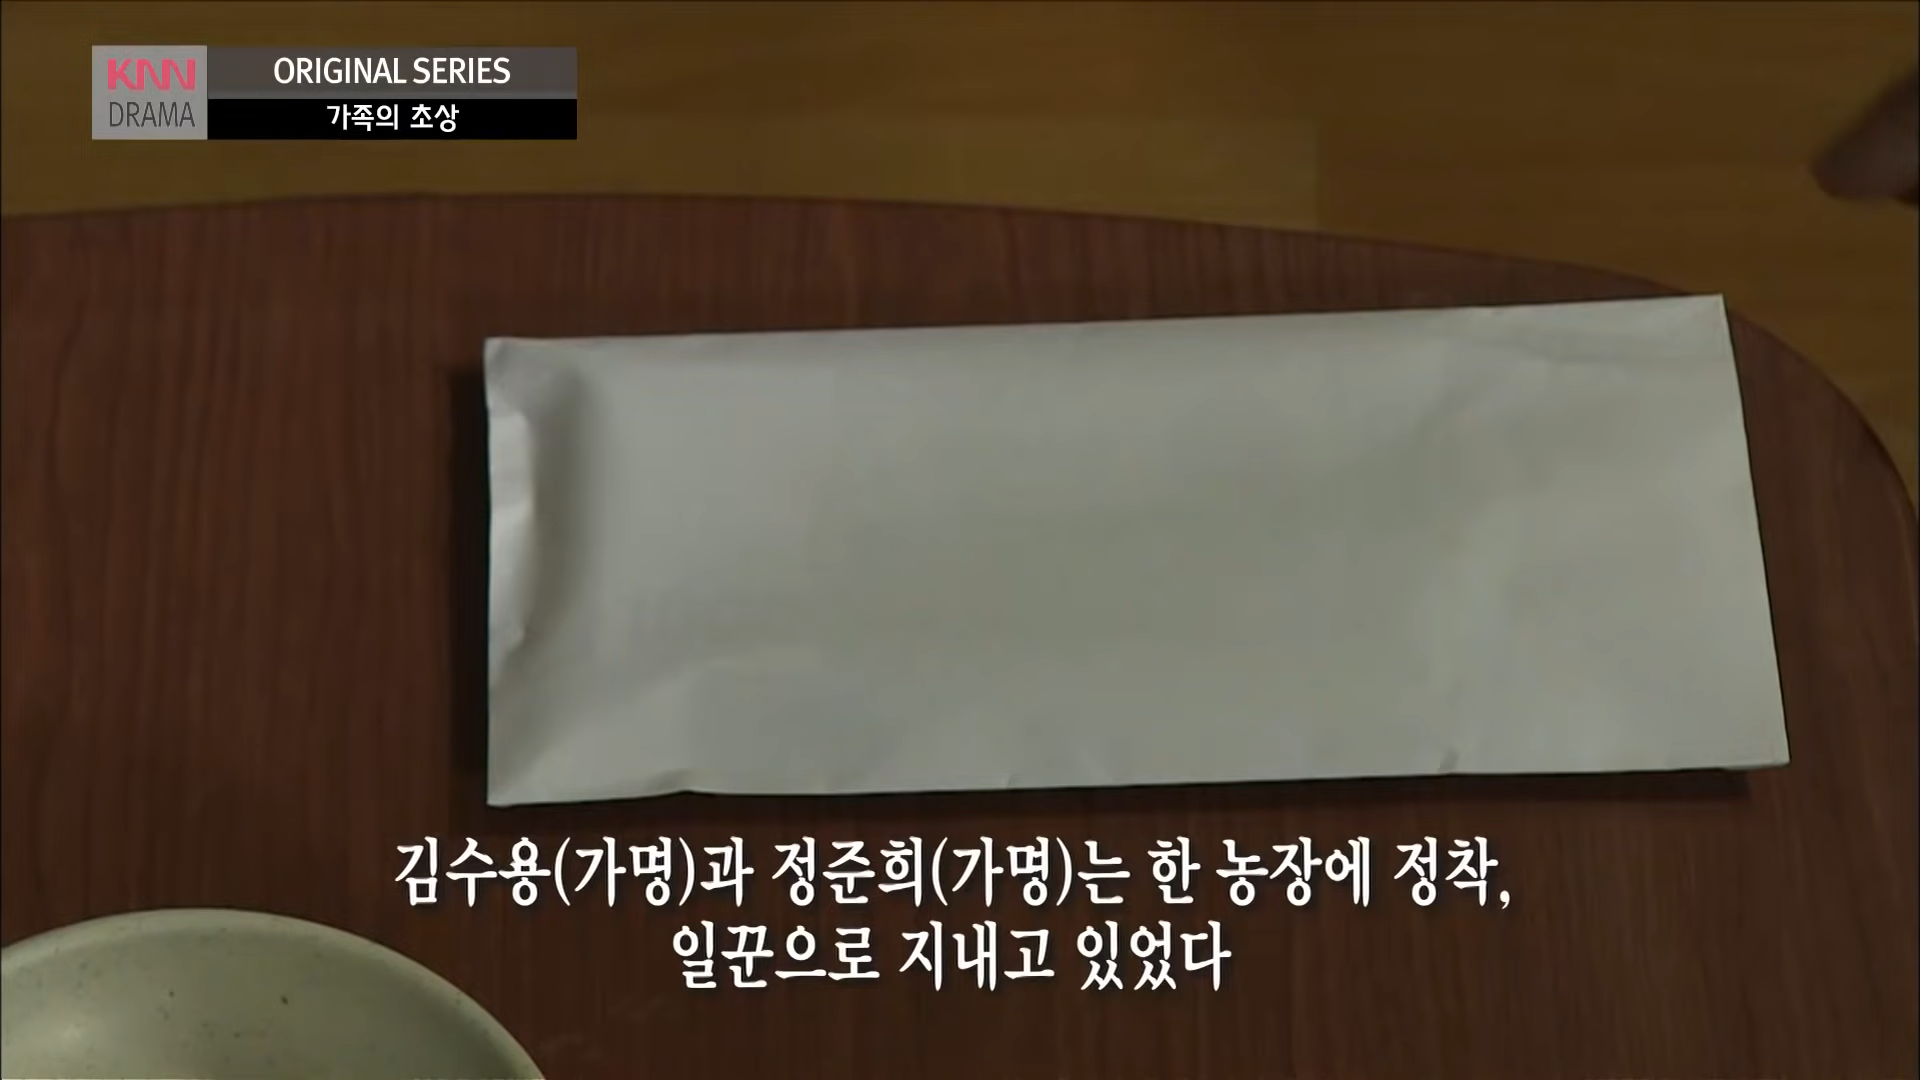 KNN
DRAMA
ORIGINAL SERIES
가족의 초상
김수용(가명)과 정준희(가명)는 한 농장에 정착,
일꾼으로 지내고 있었다